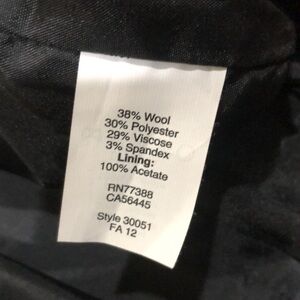 38% Wool
30% Polyester
29% Viscose
3% Spandex
Lining:
100% Acetate
RN77388
CA56445
Style 30051
FA 12